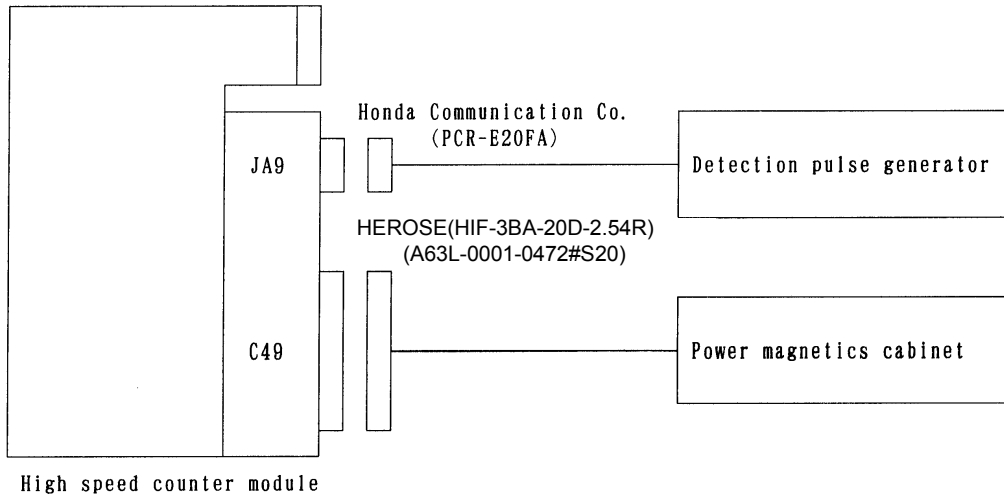 Honda Communication Co.
(PCR-E20FA)
JA9
Detection pulse generator
HEROSE(HIF-3BA-20D-2.54R)
(A63L-0001-0472#S20)
C49
Power magnetics cabinet
High speed counter module